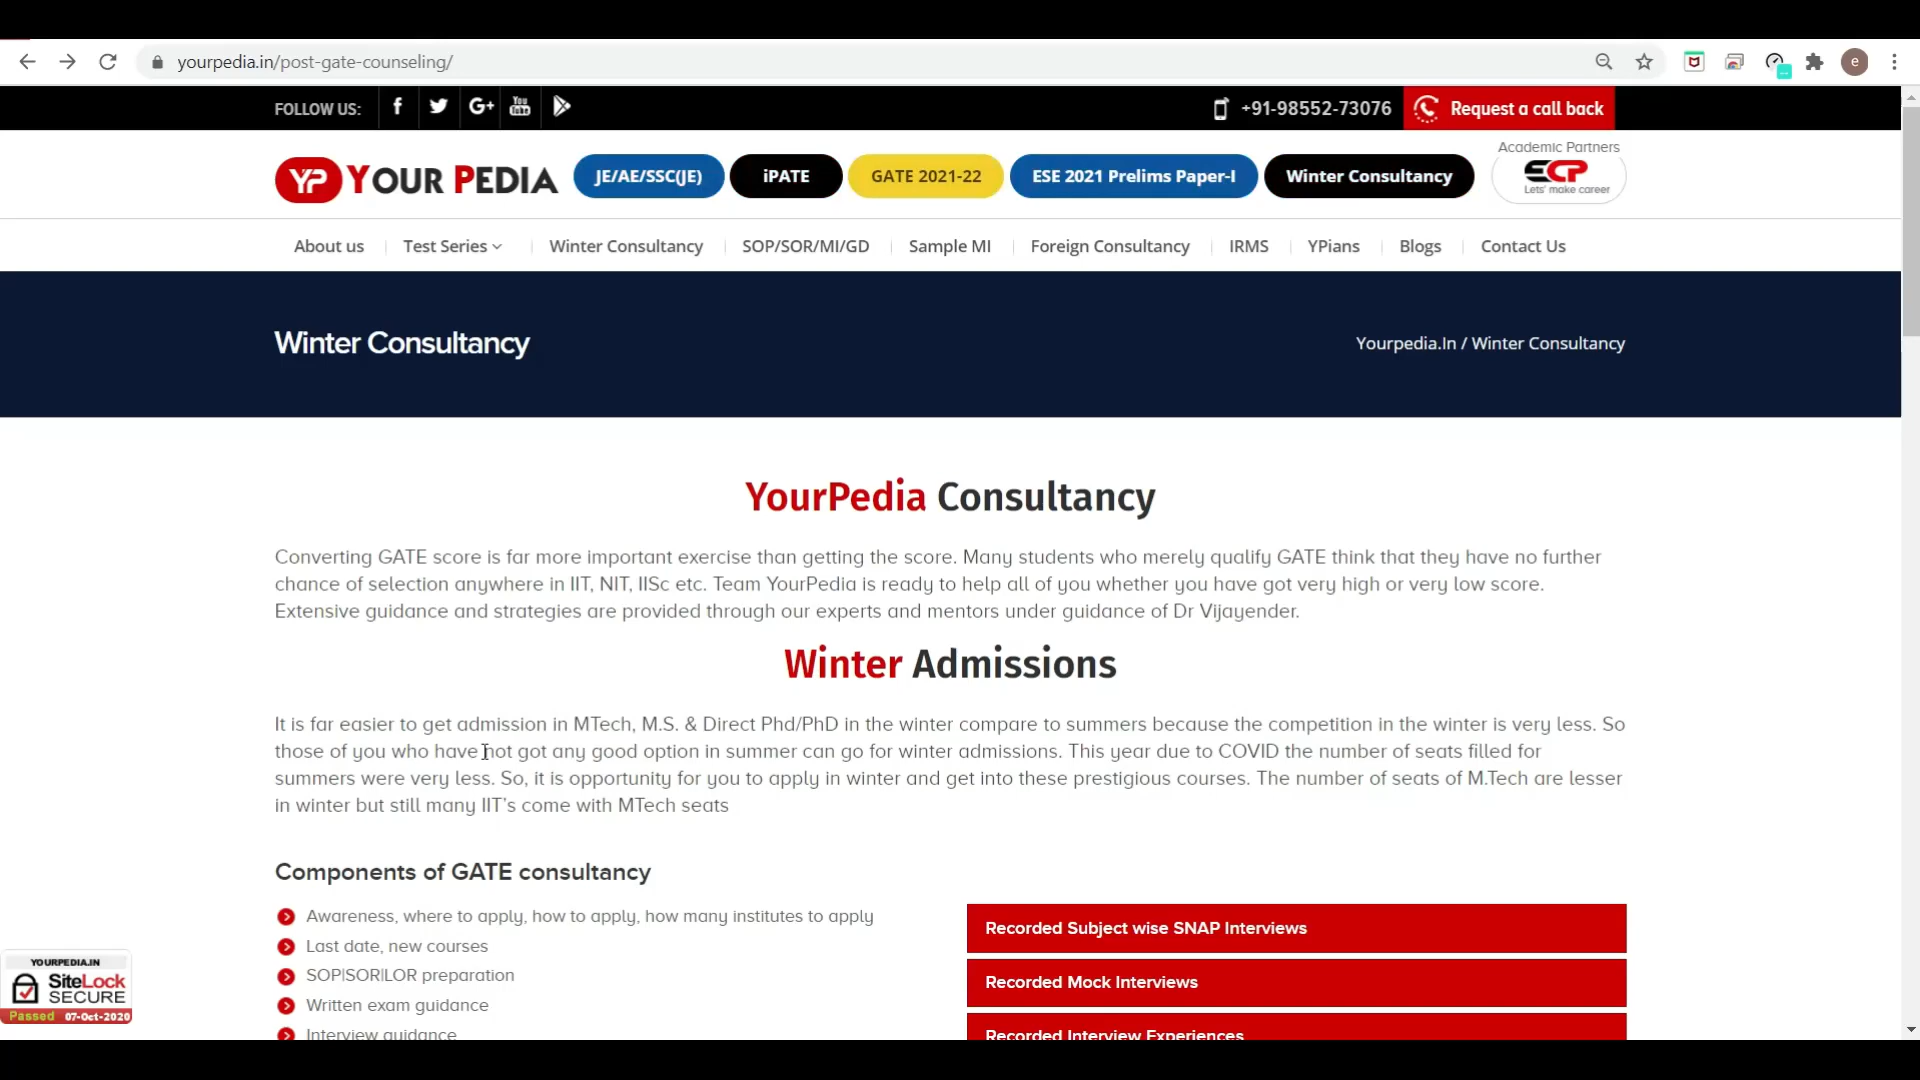 yourpedia.in/post-gate-counseling/
e
FOLLOW US:
f
G+
You Tube
+91-98552-73076
Request a call back
YP YOUR PEDIA
JE/AE/SSC(JE)
iPATE
GATE 2021-22
ESE 2021 Prelims Paper-I
Winter Consultancy
Academic Partners
ECP
Lets' make career
About us
Test Series
Winter Consultancy
SOP/SOR/MI/GD
Sample MI
Foreign Consultancy
IRMS
YPians
Blogs
Contact Us
Winter Consultancy
Yourpedia.In / Winter Consultancy
YourPedia Consultancy
Converting GATE score is far more important exercise than getting the score. Many students who merely qualify GATE think that they have no further
chance of selection anywhere in IIT, NIT, IISc etc. Team YourPedia is ready to help all of you whether you have got very high or very low score.
Extensive guidance and strategies are provided through our experts and mentors under guidance of Dr Vijayender.
Winter Admissions
It is far easier to get admission in MTech, M.S. & Direct Phd/PhD in the winter compare to summers because the competition in the winter is very less. So
those of you who have not got any good option in summer can go for winter admissions. This year due to COVID the number of seats filled for
summers were very less. So, it is opportunity for you to apply in winter and get into these prestigious courses. The number of seats of M.Tech are lesser
in winter but still many IIT's come with MTech seats
Components of GATE consultancy
Awareness, where to apply, how to apply, how many institutes to apply
Last date, new courses
SOP|SOR|LOR preparation
Written exam guidance
Interview guidance
Recorded Subject wise SNAP Interviews
Recorded Mock Interviews
Recorded Interview Experiences
YOURPEDIA.IN
SiteLock
SECURE
Passed 07-Oct-2020